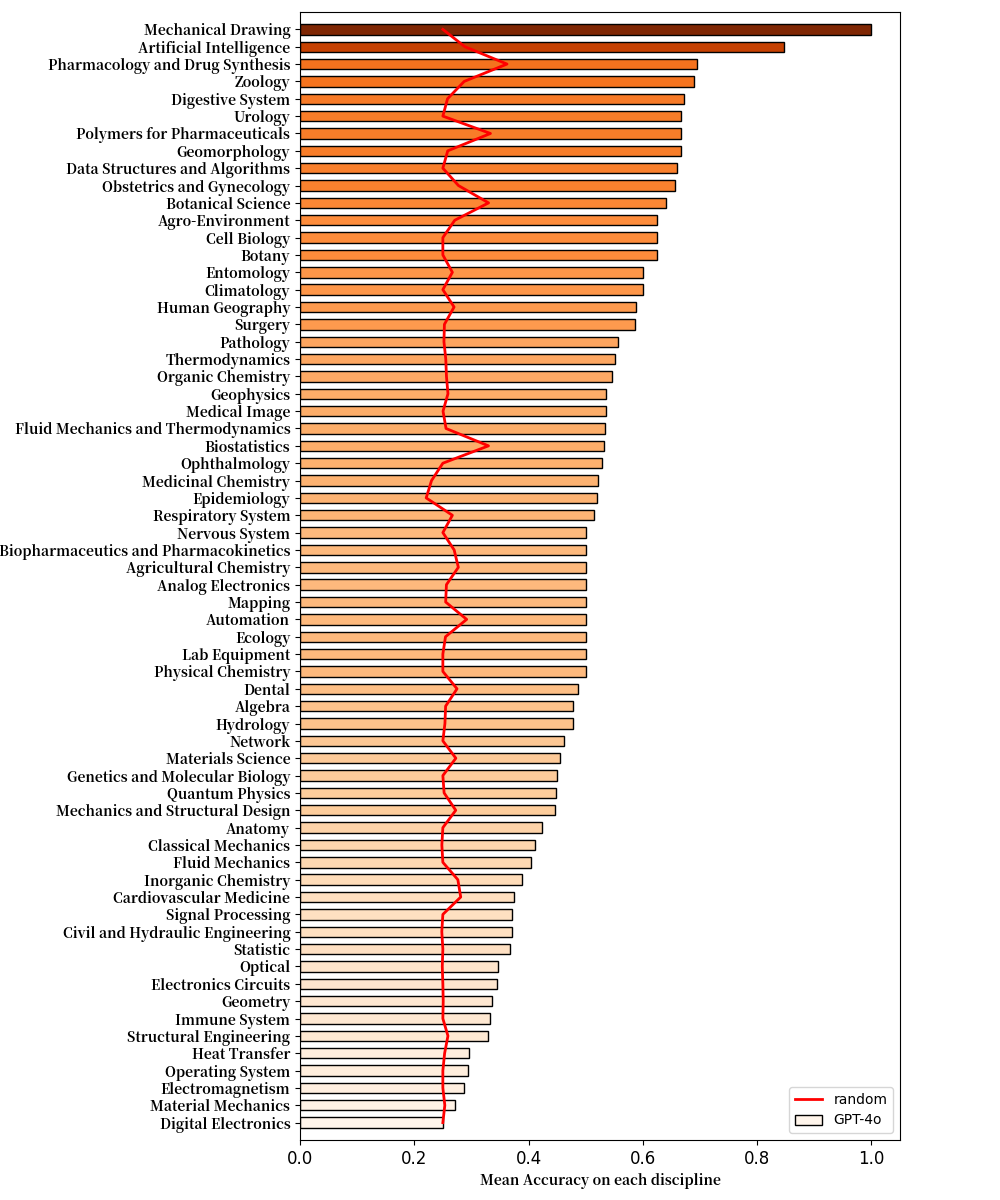 Mechanical Drawing
Artificial Intelligence
Pharmacology and Drug Synthesis
Zoology
Digestive System
Urology
Polymers for Pharmaceuticals
Geomorphology
Data Structures and Algorithms
Obstetrics and Gynecology
Botanical Science
Agro-Environment
Cell Biology
Botany
Entomology
Climatology
Human Geography
Surgery
Pathology
Thermodynamics
Organic Chemistry
Geophysics
Medical Image
Fluid Mechanics and Thermodynamics
Biostatistics
Ophthalmology
Medicinal Chemistry
Epidemiology
Respiratory System
Nervous System
Biopharmaceutics and Pharmacokinetics
Agricultural Chemistry
Analog Electronics
Mapping
Automation
Ecology
Lab Equipment
Physical Chemistry
Dental
Algebra
Hydrology
Network
Materials Science
Genetics and Molecular Biology
Quantum Physics
Mechanics and Structural Design
Anatomy
Classical Mechanics
Fluid Mechanics
Inorganic Chemistry
Cardiovascular Medicine
Signal Processing
Civil and Hydraulic Engineering
Statistic
Optical
Electronics Circuits
Geometry
Immune System
Structural Engineering
Heat Transfer
Operating System
Electromagnetism
Material Mechanics
Digital Electronics
random
GPT-4o
0.0 0.2 0.4 0.6 0.8 1.0
Mean Accuracy on each discipline